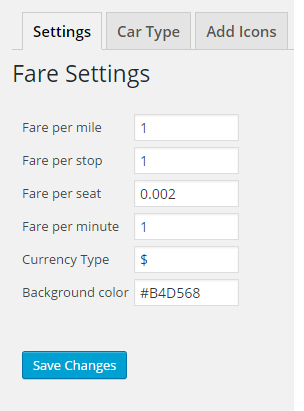 Settings Car Type Add Icons
Fare Settings
Fare per mile 1
Fare per stop 1
Fare per seat 0.002
Fare per minute 1
Currency Type $
Background color #B4D568
Save Changes